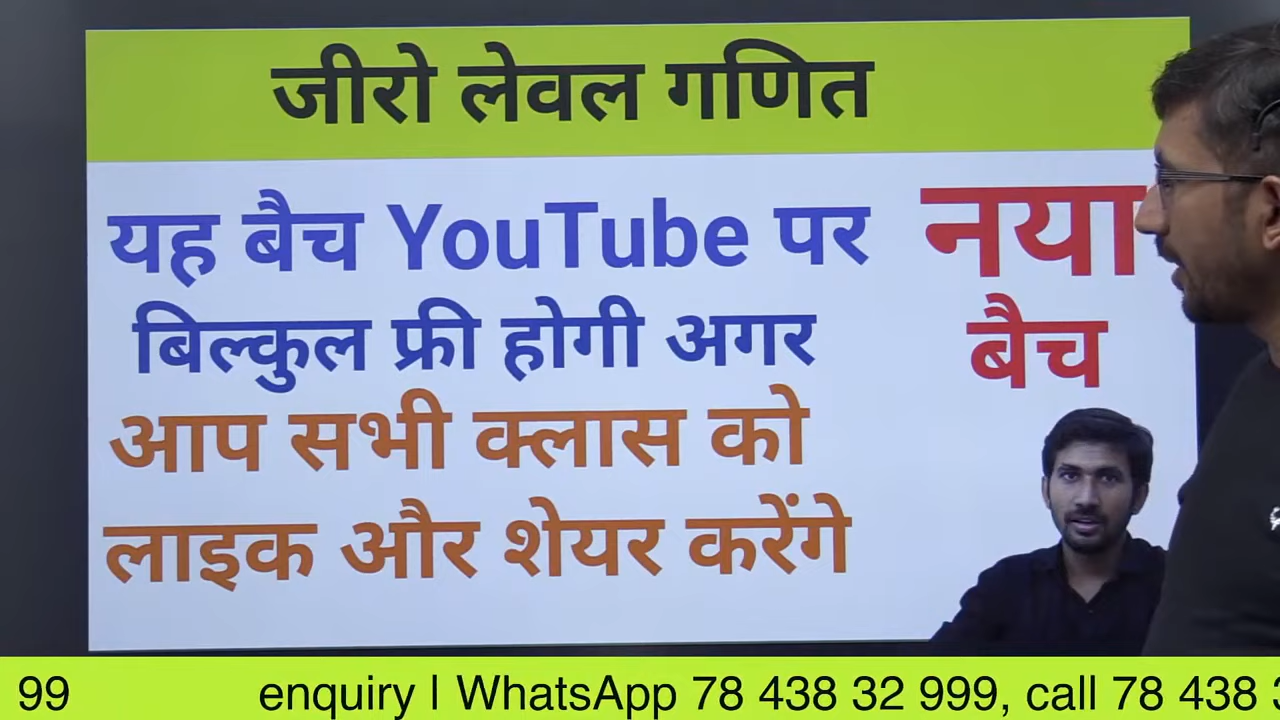 जीरो लेवल गणित
यह बैच YouTube पर
बिल्कुल फ्री होगी अगर
आप सभी क्लास को
लाइक और शेयर करेंगे
नया
बैच
99 enquiry | WhatsApp 78 438 32 999, call 78 438